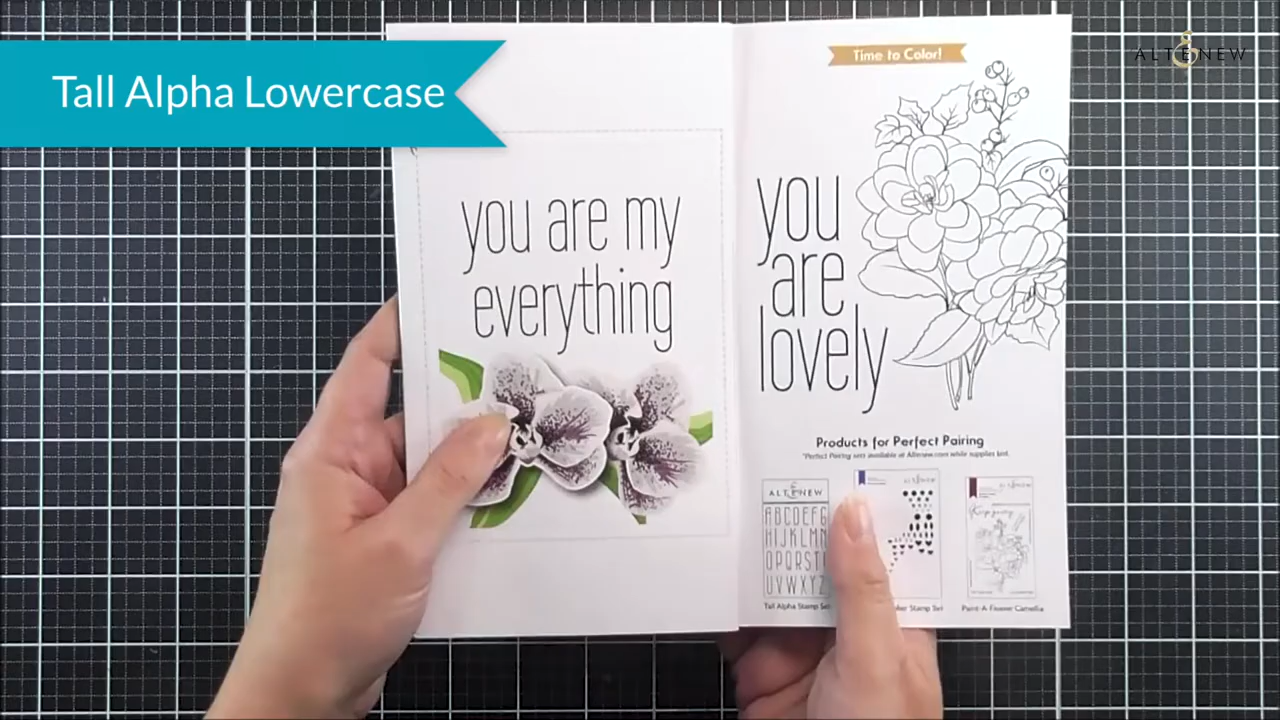 Tall Alpha Lowercase
ALTENEW
you are my
everything
Time to Color!
you
are
lovely
Products for Perfect Pairing
*Perfect Pairing sets available at Altenew.com while supplies last.
ALTENEW
ABCDEFG
HIJKLMN
OPQRST
UVWXYZ
Tall Alpha Stamp Set
Stamp Set
Paint-A-Flower Camellia